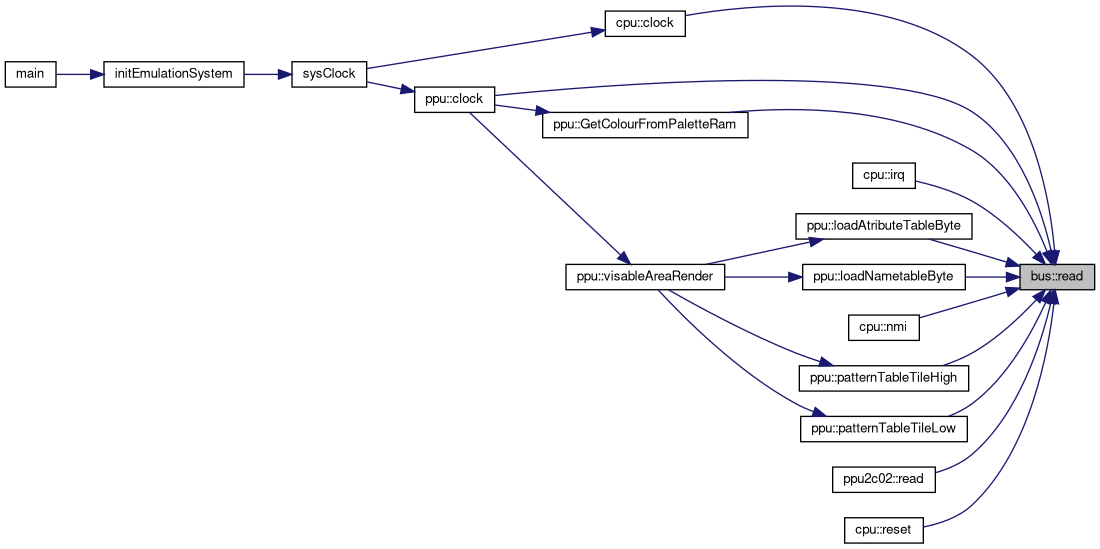 cpu::clock
main
initEmulationSystem
sysClock
ppu::clock
ppu::GetColourFromPaletteRam
cpu::irq
ppu::loadAtributeTableByte
ppu::visableAreaRender
ppu::loadNametableByte
bus::read
cpu::nmi
ppu::patternTableTileHigh
ppu::patternTableTileLow
ppu2c02::read
cpu::reset